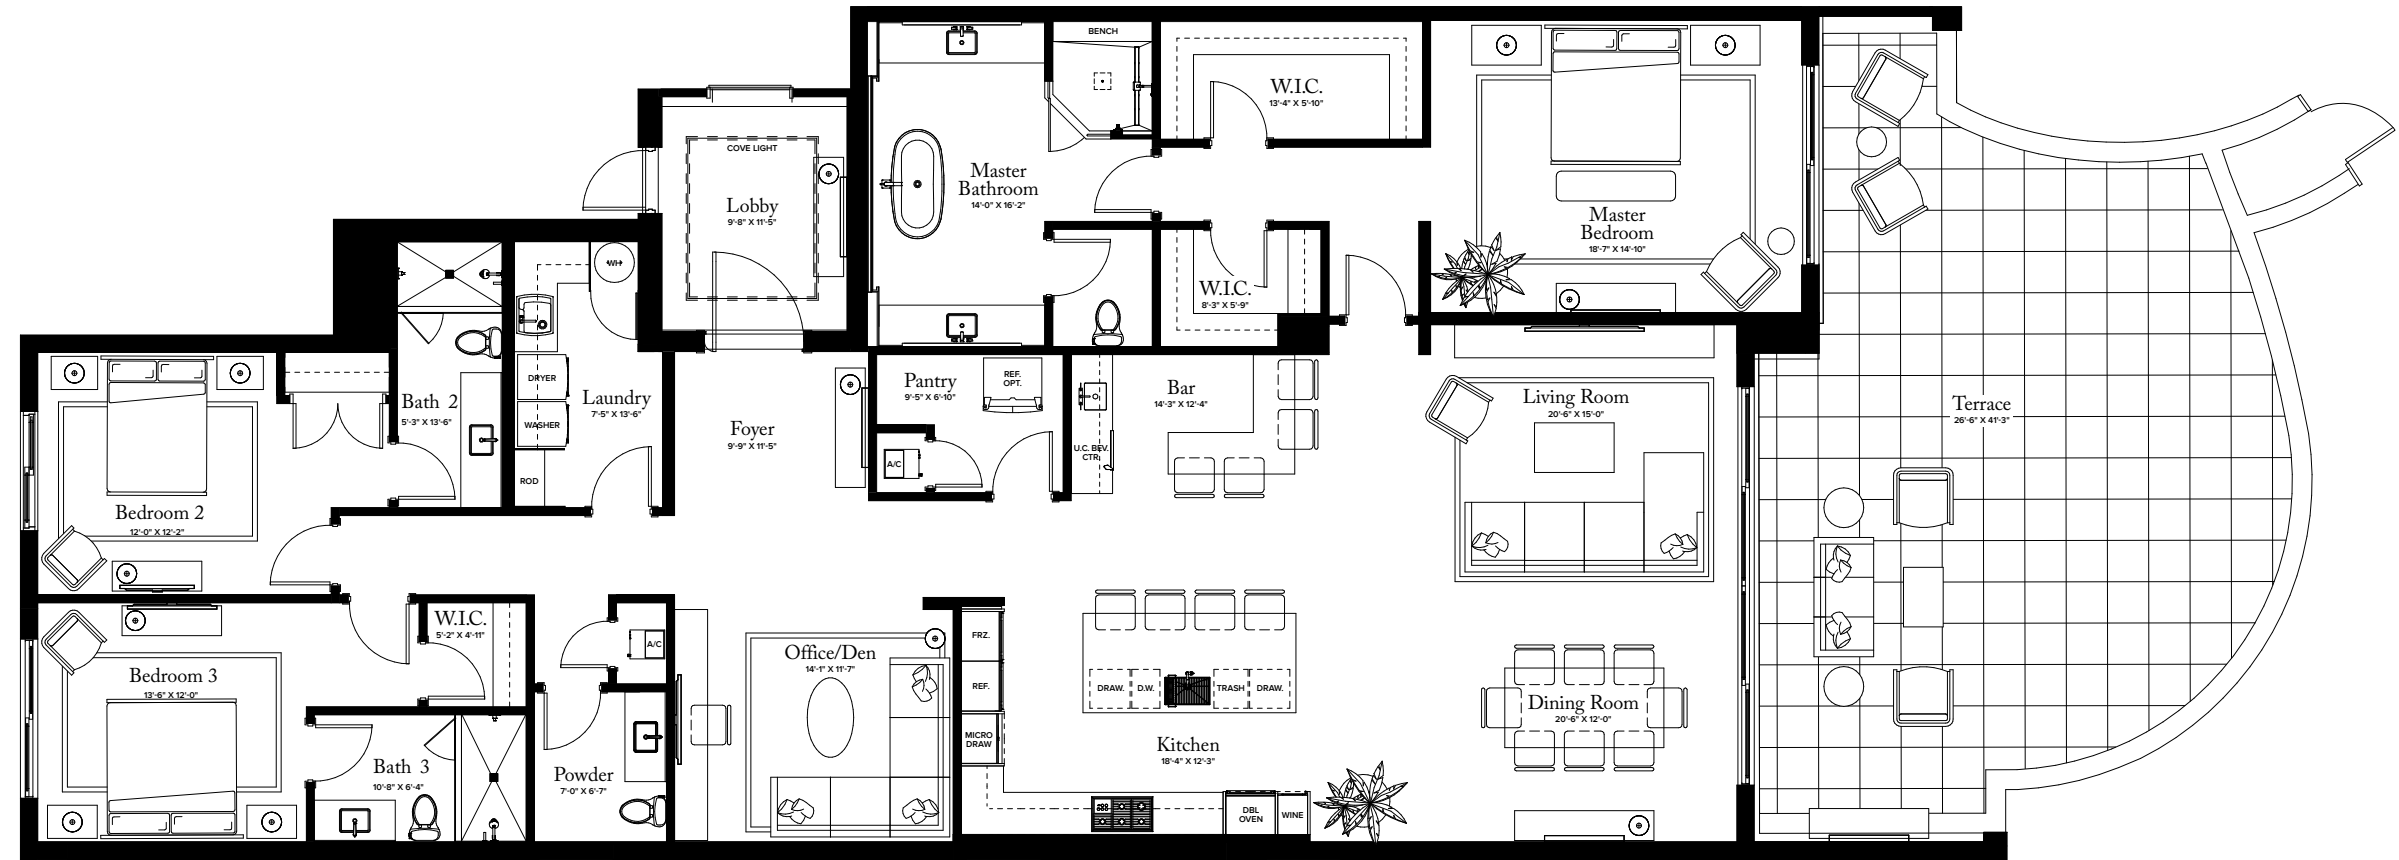 BENCH
W.I.C.
13'-4" X 5'-10"
COVE LIGHT
Lobby
9'-8" X 11'-5"
Master
Bathroom
14'-0" X 16'-2"
Master
Bedroom
18'-7" X 14'-10"
WH
W.I.C.
8'-3" X 5'-9"
DRYER
WASHER
ROD
Laundry
7'-5" X 13'-6"
Bath 2
5'-3" X 13'-6"
Foyer
9'-9" X 11'-5"
Pantry
9'-5" X 6'-10"
REF.
OPT.
A/C
Bar
14'-3" X 12'-4"
U.C. BEV.
CTR.
Living Room
20'-6" X 15'-0"
Terrace
26'-6" X 41'-3"
Bedroom 2
12'-0" X 12'-2"
W.I.C.
5'-2" X 4'-11"
A/C
Bedroom 3
13'-6" X 12'-0"
Office/Den
14'-1" X 11'-7"
FRZ.
REF.
MICRO
DRAW
DRAW.
D.W.
TRASH
DRAW.
Dining Room
20'-6" X 12'-0"
Kitchen
18'-4" X 12'-3"
Bath 3
10'-8" X 6'-4"
Powder
7'-0" X 6'-7"
DBL
OVEN
WINE